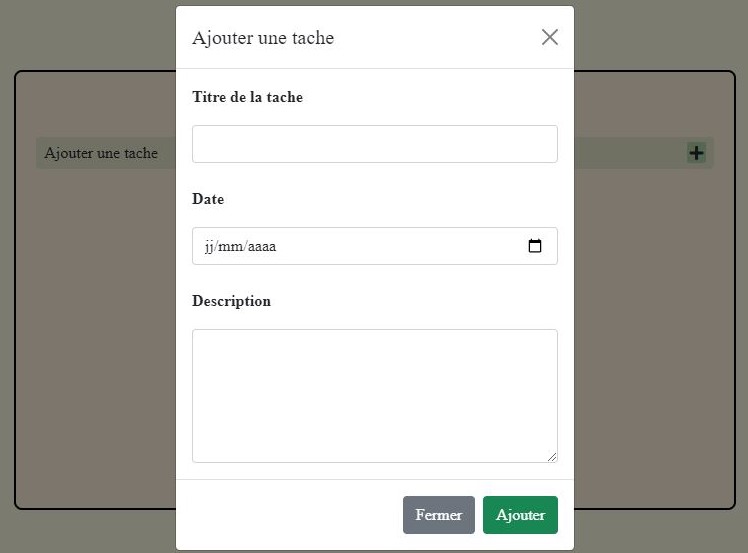 Ajouter une tache
Titre de la tache
Ajouter une tache
Date
jj/mm/aaaa
Description
Fermer
Ajouter